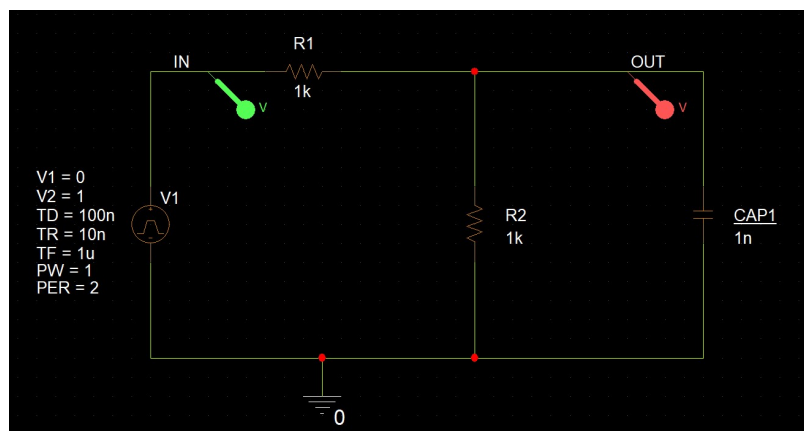 R1
IN
OUT
1k
V
V
V1 = 0
V2 = 1
TD = 100n
TR = 10n
TF = 1u
PW = 1
PER = 2
V1
R2
1k
CAP1
1n
0